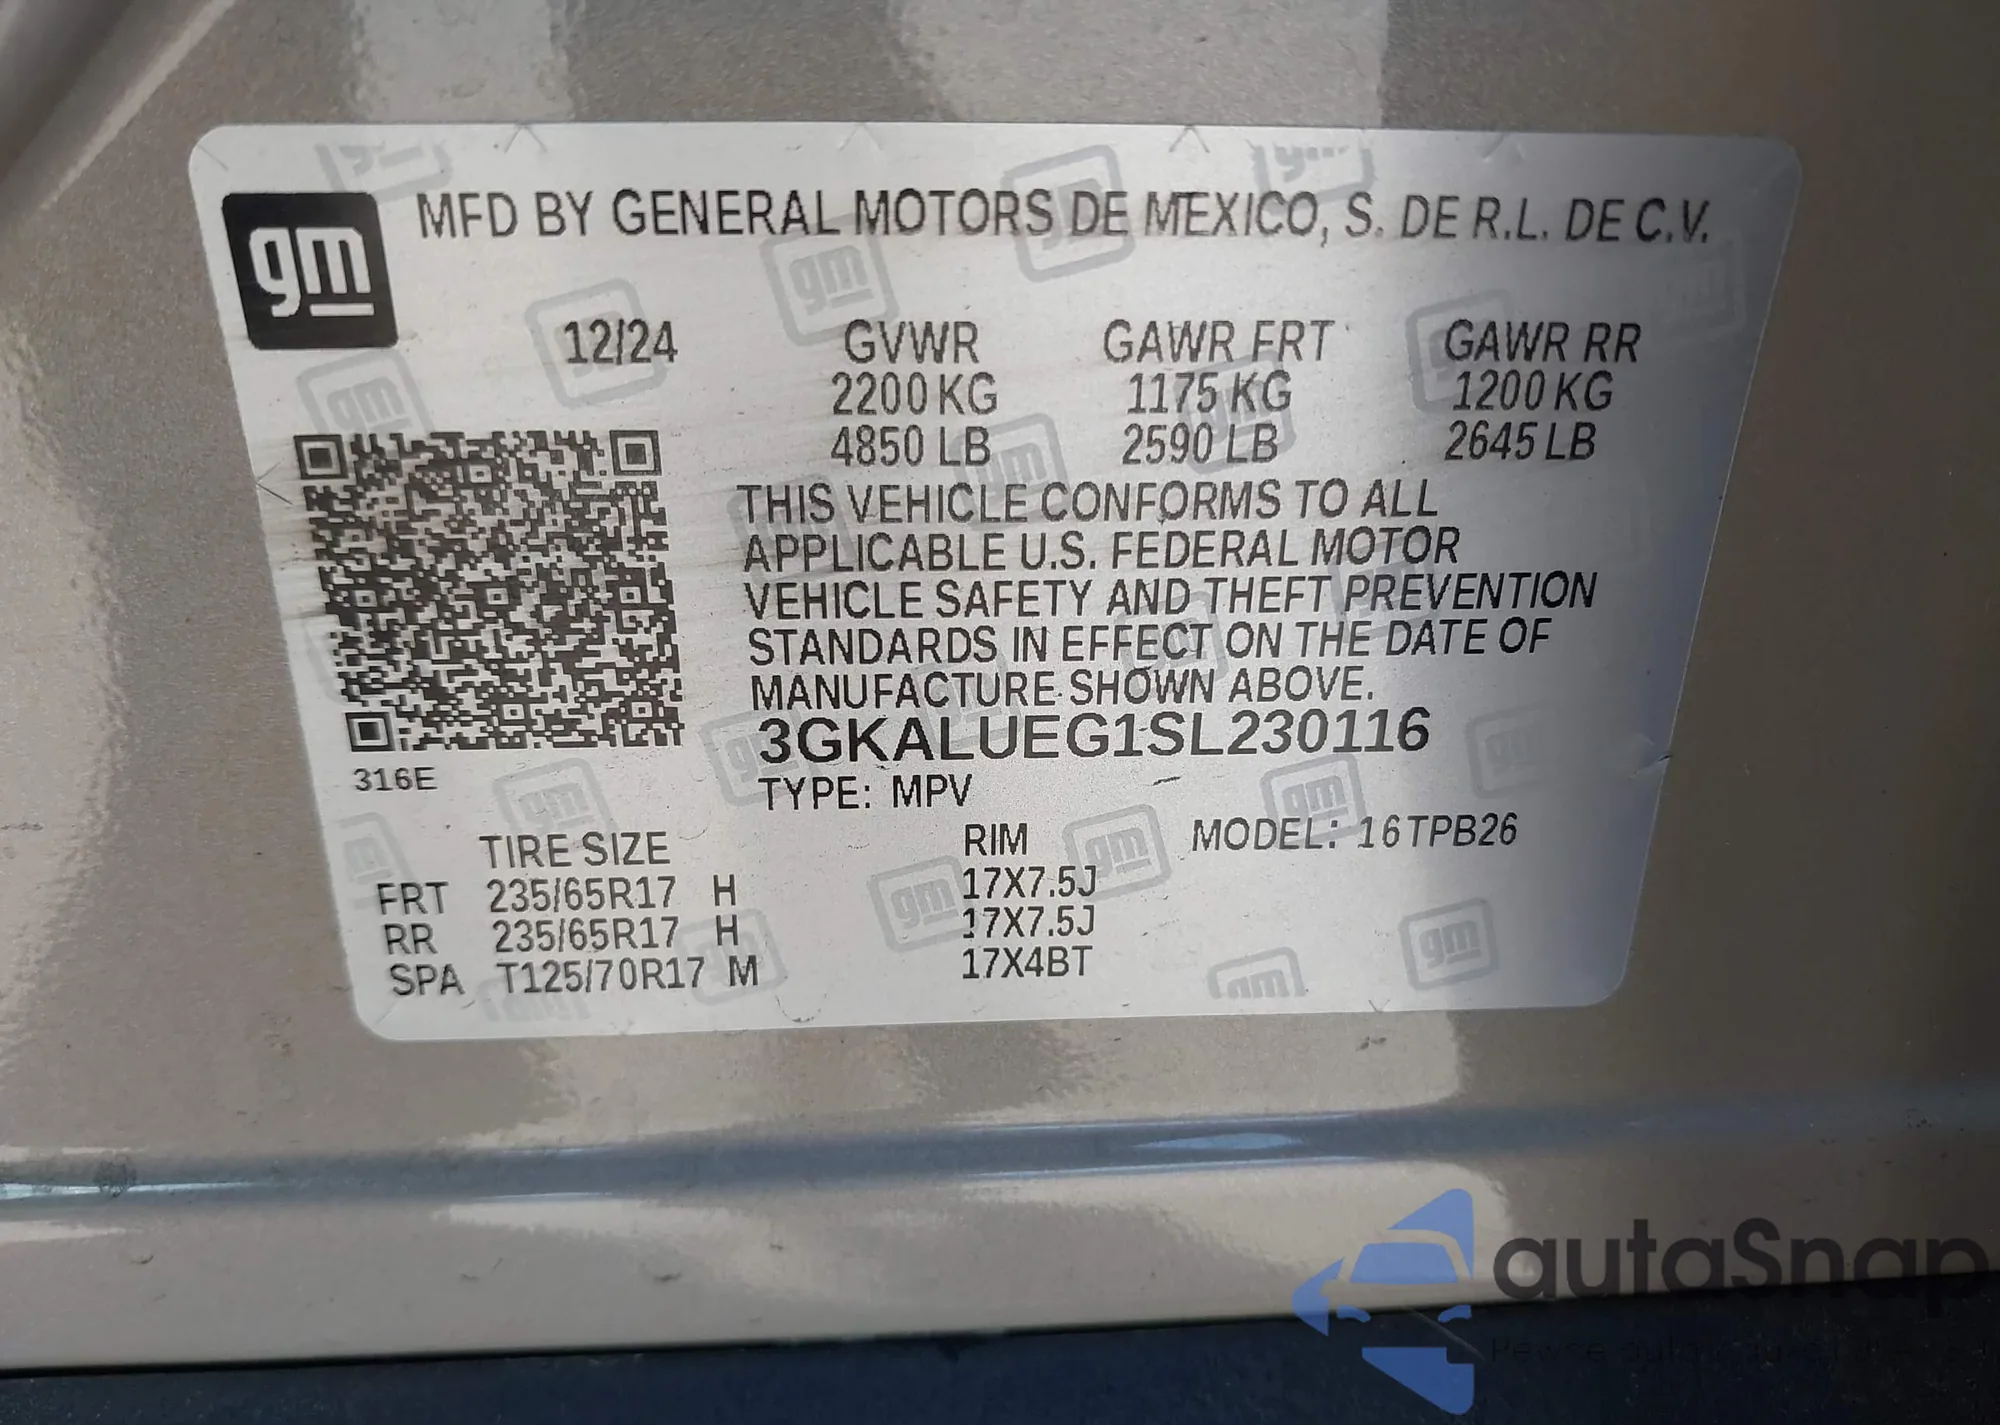 gm
MFD BY GENERAL MOTORS DE MEXICO, S. DE R.L. DE C.V.
12/24 GVWR GAWR FRT GAWR RR
2200 KG 1175 KG 1200 KG
4850 LB 2590 LB 2645 LB
THIS VEHICLE CONFORMS TO ALL
APPLICABLE U.S. FEDERAL MOTOR
VEHICLE SAFETY AND THEFT PREVENTION
STANDARDS IN EFFECT ON THE DATE OF
MANUFACTURE SHOWN ABOVE.
3GKALUEG1SL230116
316E
TYPE: MPV
TIRE SIZE RIM MODEL: 16TPB26
FRT 235/65R17 H 17X7.5J
RR 235/65R17 H 17X7.5J
SPA T125/70R17 M 17X4BT
autaSnap